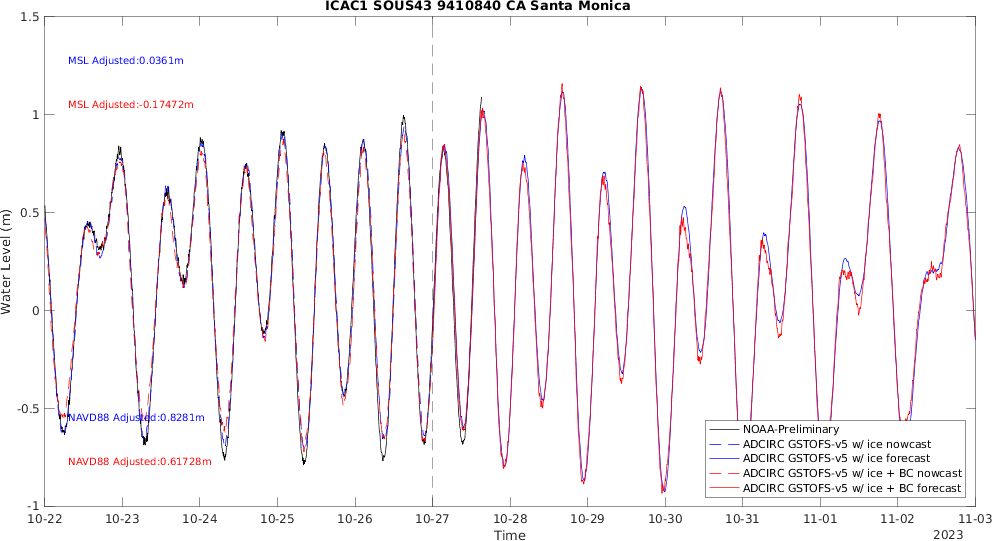 ICAC1 SOUS43 9410840 CA Santa Monica
1.5
1
0.5
0
-0.5
-1
Water Level (m)
MSL Adjusted:0.0361m
MSL Adjusted:-0.17472m
NAVD88 Adjusted:0.8281m
NAVD88 Adjusted:0.61728m
NOAA-Preliminary
ADCIRC GSTOFS-v5 w/ ice nowcast
ADCIRC GSTOFS-v5 w/ ice forecast
ADCIRC GSTOFS-v5 w/ ice + BC nowcast
ADCIRC GSTOFS-v5 w/ ice + BC forecast
10-22 10-23 10-24 10-25 10-26 10-27 10-28 10-29 10-30 10-31 11-01 11-02 11-03
Time
2023